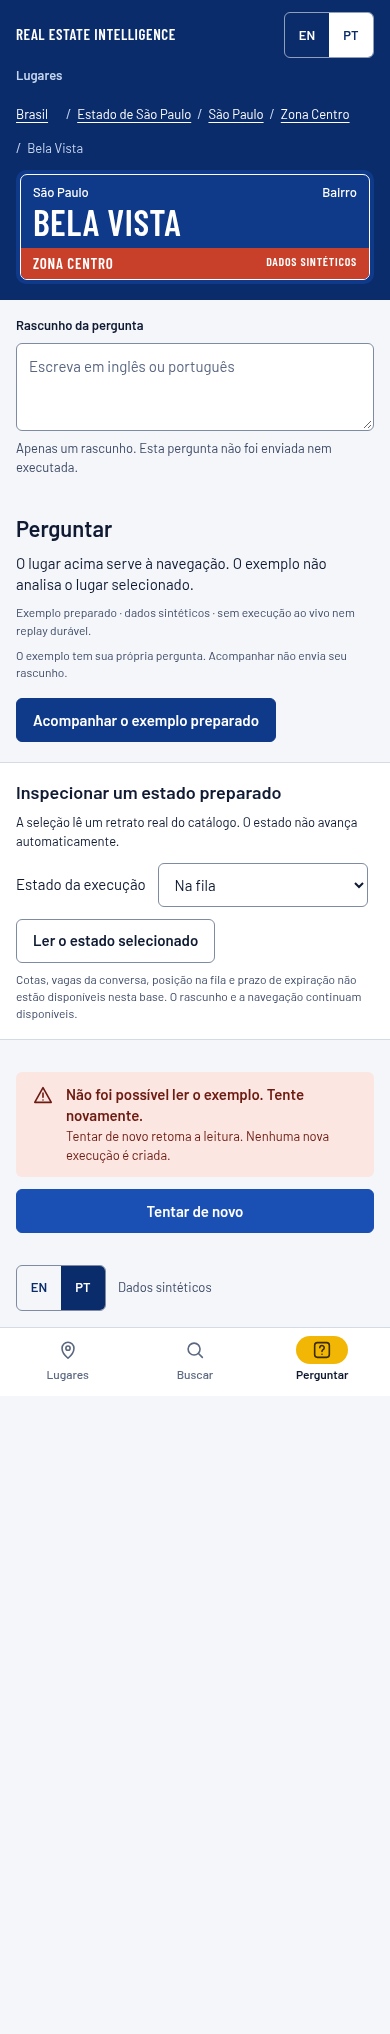 REAL ESTATE INTELLIGENCE
EN PT
Lugares
Brasil / Estado de São Paulo / São Paulo / Zona Centro
/ Bela Vista
São Paulo Bairro
BELA VISTA
ZONA CENTRO DADOS SINTÉTICOS
Rascunho da pergunta
Escreva em inglês ou português
Apenas um rascunho. Esta pergunta não foi enviada nem
executada.
Perguntar
O lugar acima serve à navegação. O exemplo não
analisa o lugar selecionado.
Exemplo preparado · dados sintéticos · sem execução ao vivo nem
replay durável.
O exemplo tem sua própria pergunta. Acompanhar não envia seu
rascunho.
Acompanhar o exemplo preparado
Inspecionar um estado preparado
A seleção lê um retrato real do catálogo. O estado não avança
automaticamente.
Estado da execução Na fila
Ler o estado selecionado
Cotas, vagas da conversa, posição na fila e prazo de expiração não
estão disponíveis nesta base. O rascunho e a navegação continuam
disponíveis.
Não foi possível ler o exemplo. Tente
novamente.
Tentar de novo retoma a leitura. Nenhuma nova
execução é criada.
Tentar de novo
EN PT Dados sintéticos
Lugares Buscar Perguntar